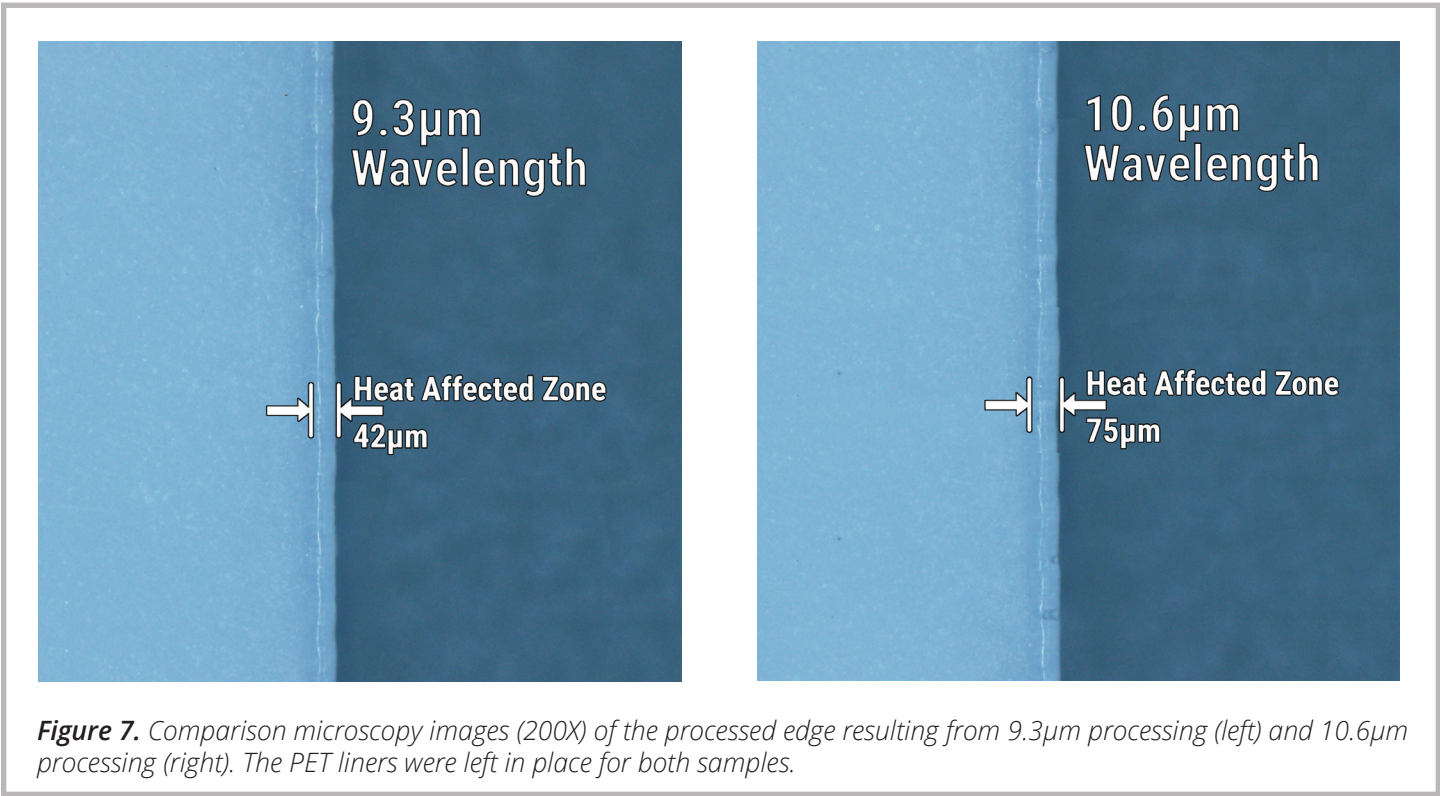 9.3µm
Wavelength
Heat Affected Zone
42µm
10.6µm
Wavelength
Heat Affected Zone
75µm
Figure 7. Comparison microscopy images (200X) of the processed edge resulting from 9.3µm processing (left) and 10.6µm
processing (right). The PET liners were left in place for both samples.